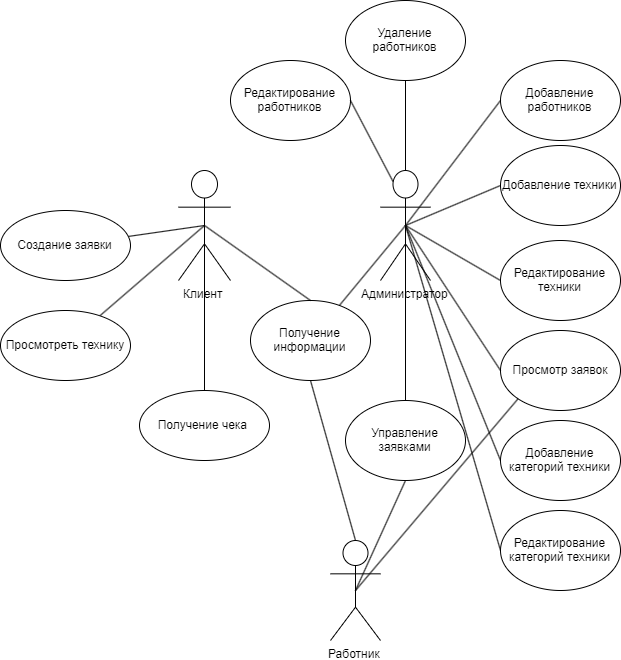 Удаление
работников
Редактирование
работников
Добавление
работников
Добавление техники
Создание заявки
Клиент
Администратор
Редактирование
техники
Просмотреть технику
Получение
информации
Просмотр заявок
Получение чека
Управление
заявками
Добавление
категорий техники
Редактирование
категорий техники
Работник